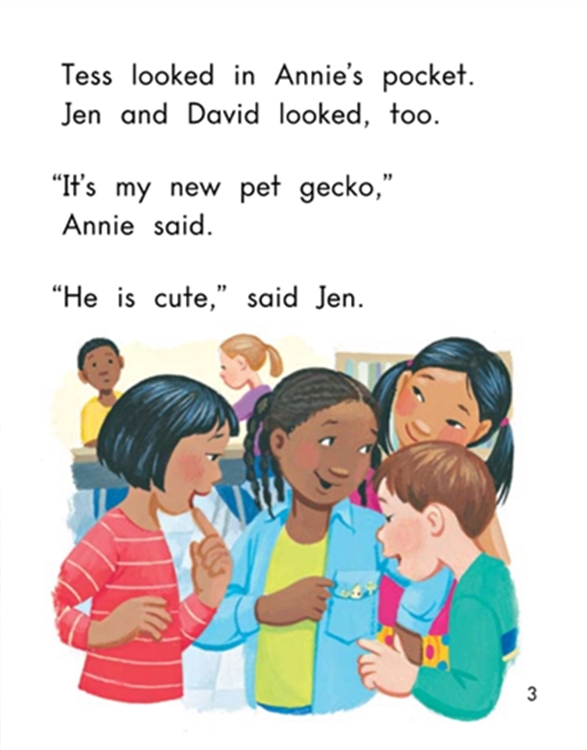 Tess looked in Annie's pocket.
Jen and David looked, too.
“It's my new pet gecko,”
Annie said.
“He is cute,” said Jen.
3